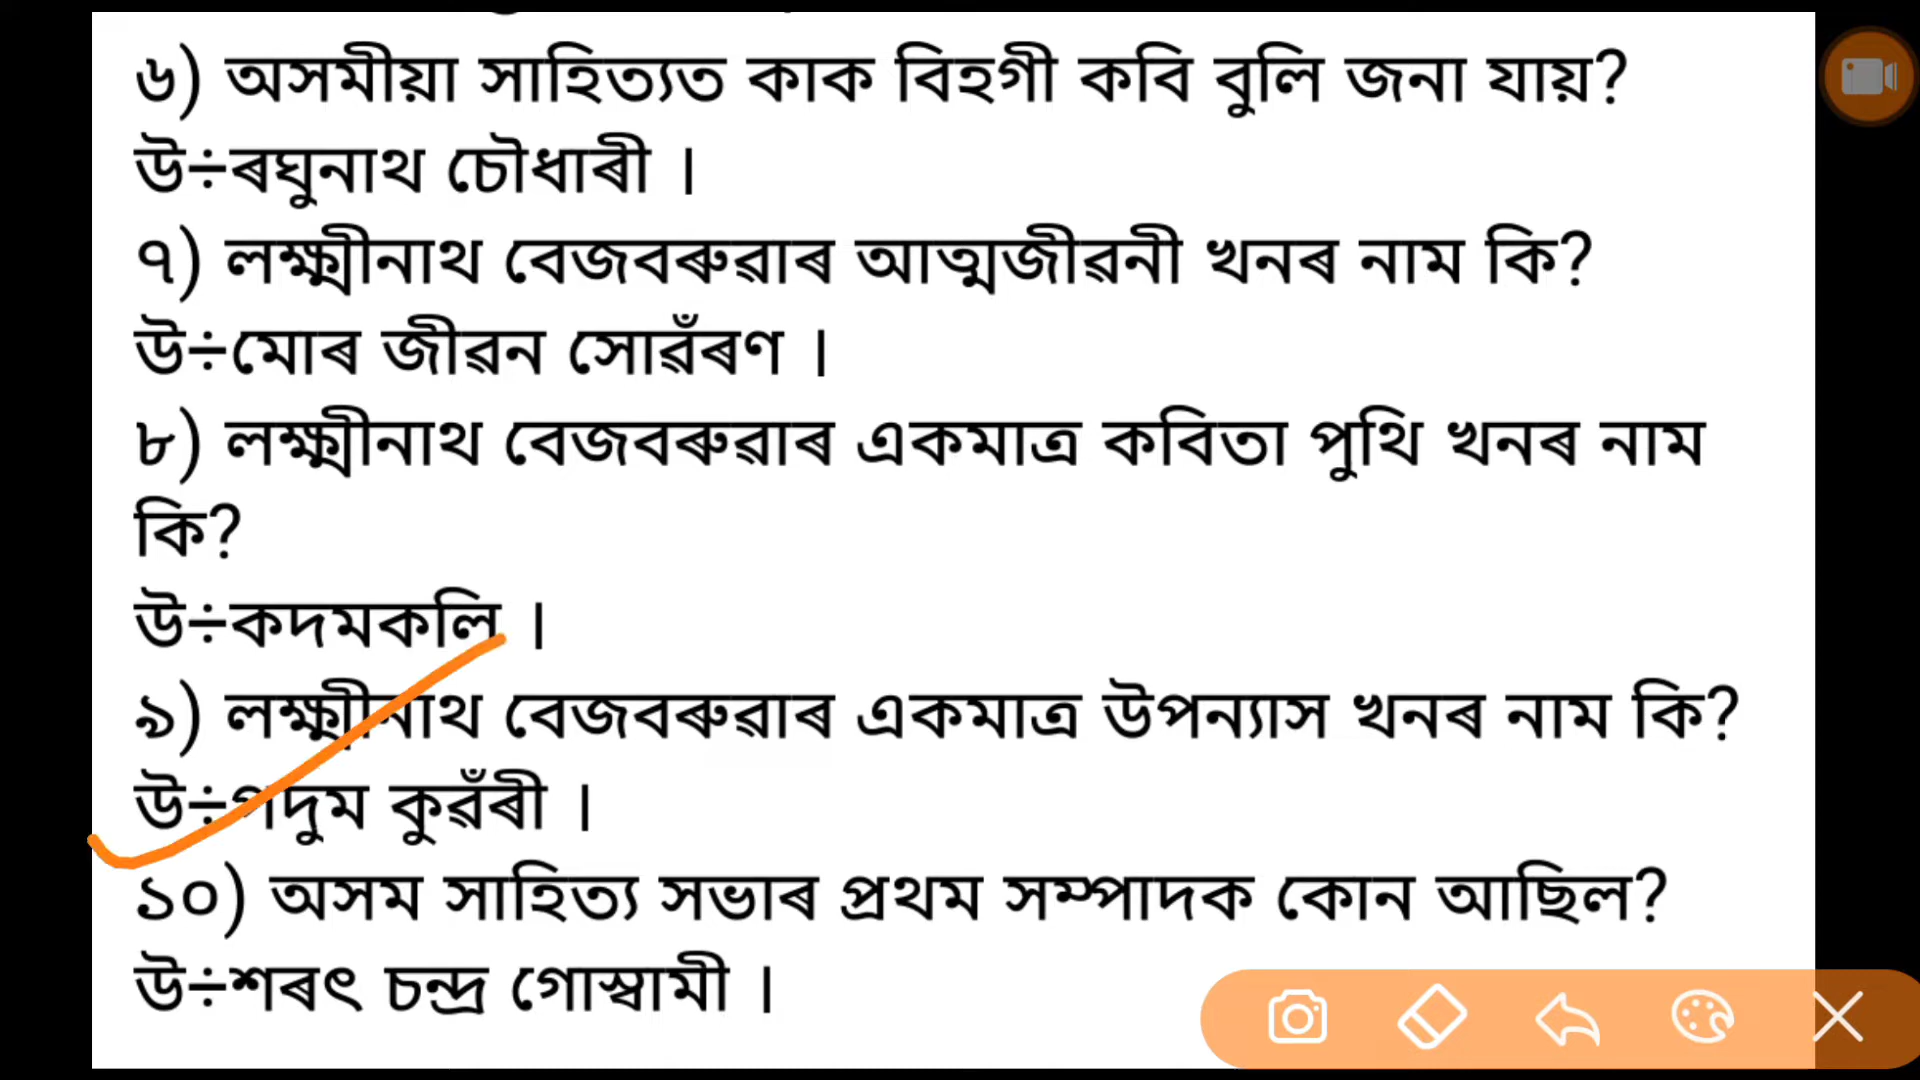 ৬) অসমীয়া সাহিত্যত কাক বিহগী কবি বুলি জনা যায়?
উ÷ৰঘুনাথ চৌধাৰী ।
৭) লক্ষ্মীনাথ বেজবৰুৱাৰ আত্মজীৱনী খনৰ নাম কি?
উ÷মোৰ জীৱন সোৱঁৰণ ।
৮) লক্ষ্মীনাথ বেজবৰুৱাৰ একমাত্ৰ কবিতা পুথি খনৰ নাম
কি?
উ÷কদমকলি ।
৯) লক্ষ্মীনাথ বেজবৰুৱাৰ একমাত্ৰ উপন্যাস খনৰ নাম কি?
উ÷পদুম কুৱঁৰী ।
১০) অসম সাহিত্য সভাৰ প্ৰথম সম্পাদক কোন আছিল?
উ÷শৰৎ চন্দ্ৰ গোস্বামী ।